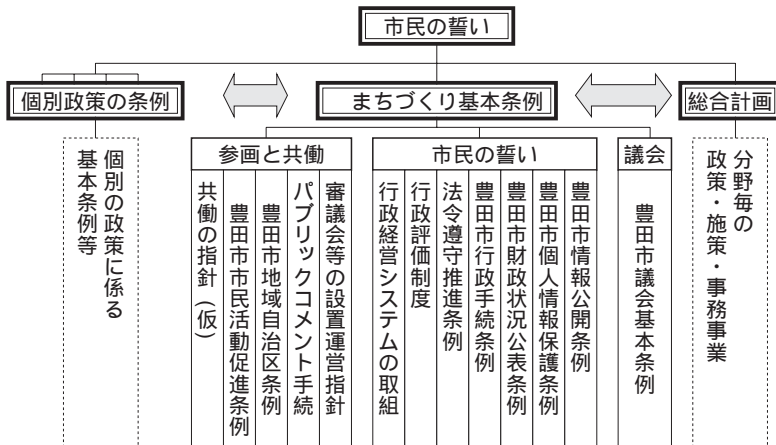 市民の誓い
個別政策の条例
まちづくり基本条例
総合計画
個別の政策に係る
基本条例等
参画と共働
共働の指針（仮）
豊田市市民活動促進条例
豊田市地域自治区条例
パブリックコメント手続
審議会等の設置運営指針
市民の誓い
行政経営システムの取組
行政評価制度
法令遵守推進条例
豊田市行政手続条例
豊田市財政状況公表条例
豊田市個人情報保護条例
豊田市情報公開条例
議会
豊田市議会基本条例
分野毎の
政策・施策・事務事業